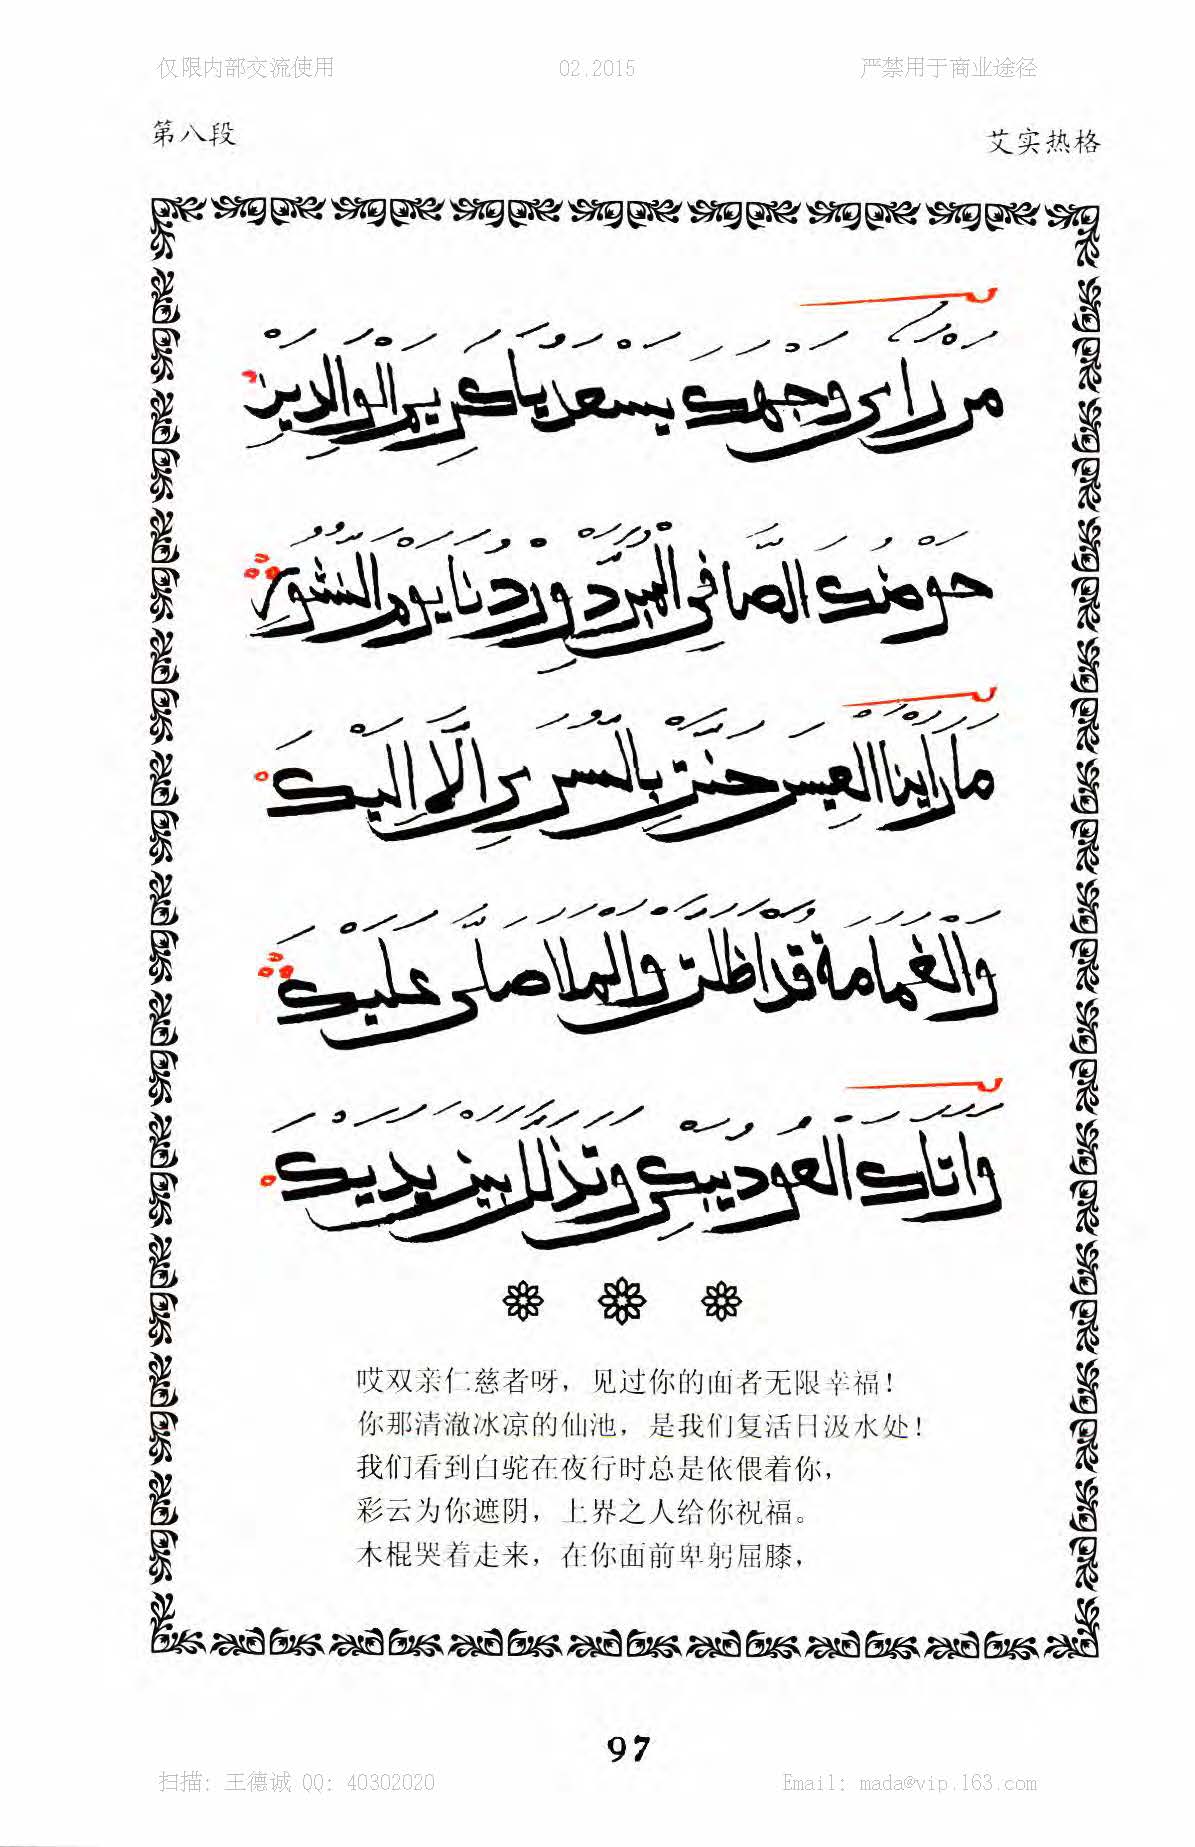 仅限内部交流使用 02.2015 严禁用于商业途径
第八段 艾实热格
مَنْ رَاٰى وَجْهَكَ يَسْعَدْ يَا كَرِيمَ الْوَالِدَيْنِ
حَوْضُكَ الصَّافِي الْمُبَرَّدُ وِرْدُنَا يَوْمَ النُّشُورِ
مَا رَاَيْنَا الْعِيسَ حَنَّتْ بِالسُّرٰى اِلَّا اِلَيْكَ
وَالْغَمَامَةُ قَدْ اَظَلَّتْ وَالْمَلَا صَلَّى عَلَيْكَ
وَاَتَاكَ الْعُودُ يَبْكِي وَتَذَلَّلَ بَيْنَ يَدَيْكَ
哎双亲仁慈者呀，见过你的面者无限幸福！
你那清澈冰凉的仙池，是我们复活日汲水处！
我们看到白驼在夜行时总是依偎着你，
彩云为你遮阴，上界之人给你祝福。
木棍哭着走来，在你面前卑躬屈膝，
97
扫描：王德诚 QQ：40302020 Email：mada@vip.163.com